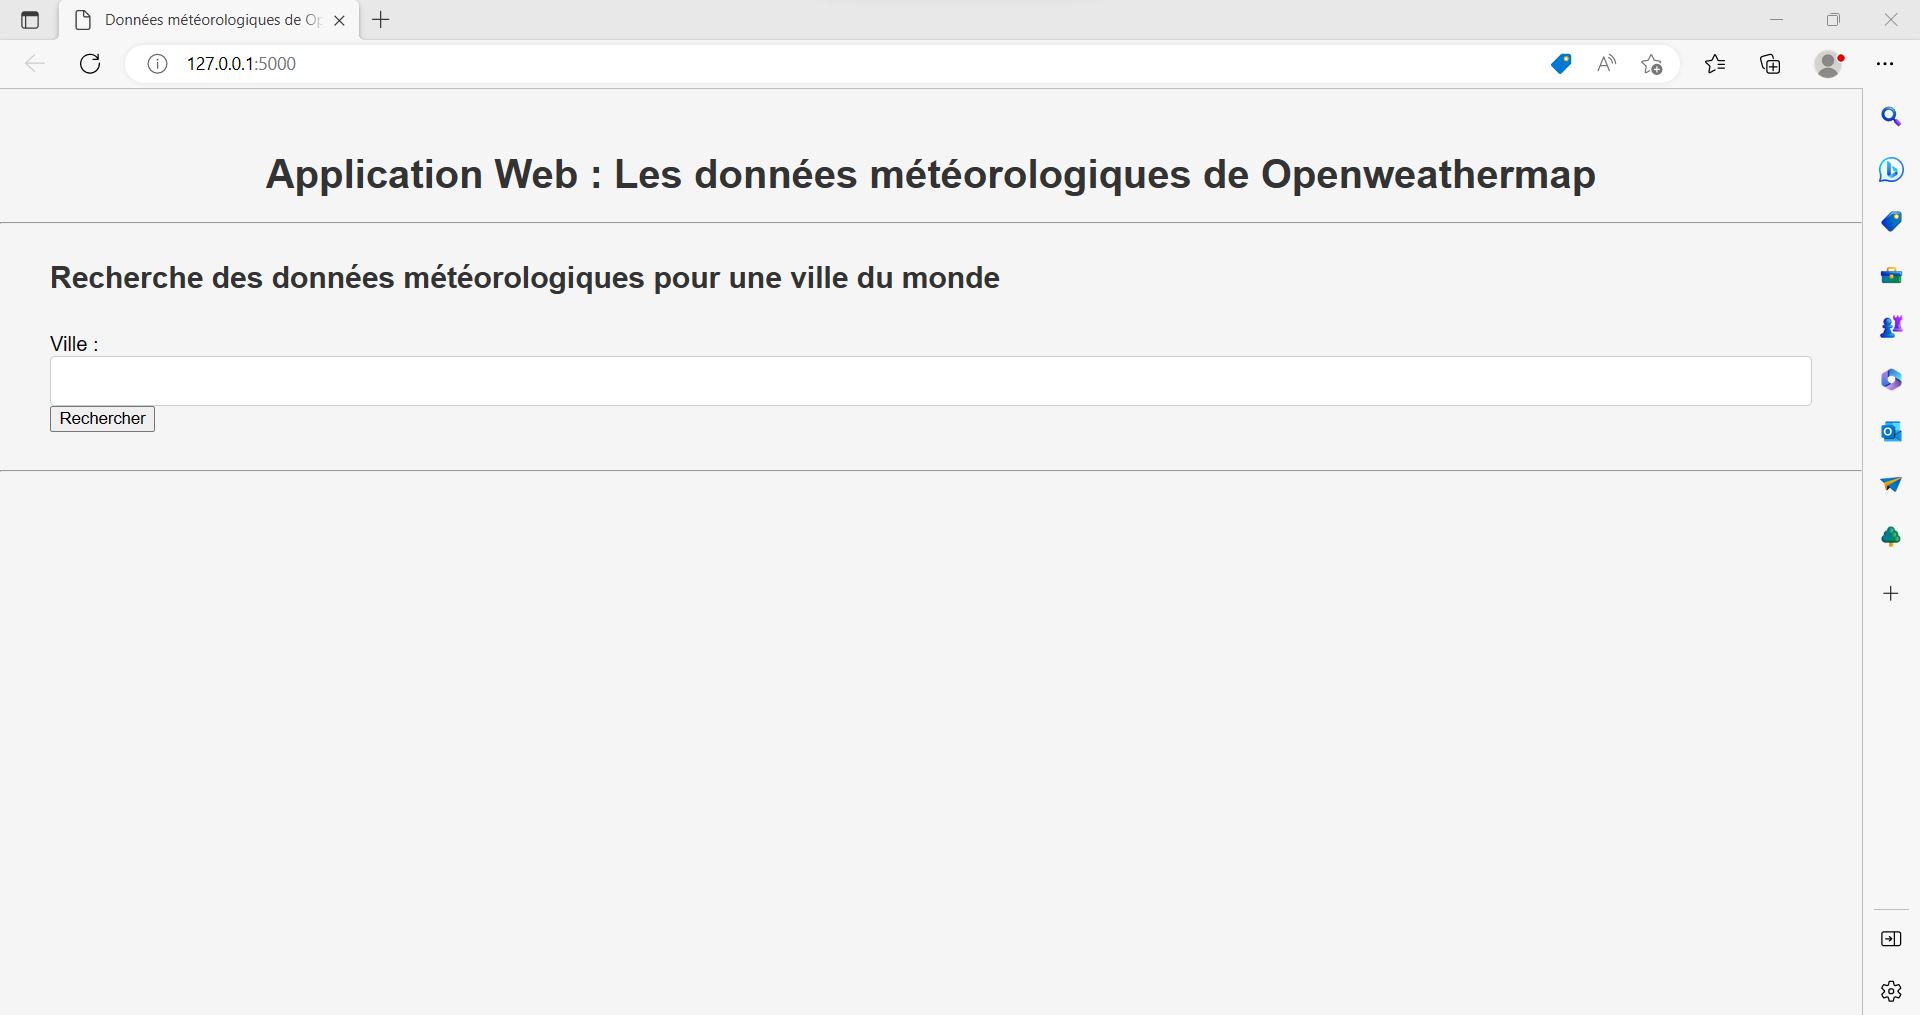 Données météorologiques de Op
127.0.0.1:5000
Application Web : Les données météorologiques de Openweathermap
Recherche des données météorologiques pour une ville du monde
Ville :
Rechercher